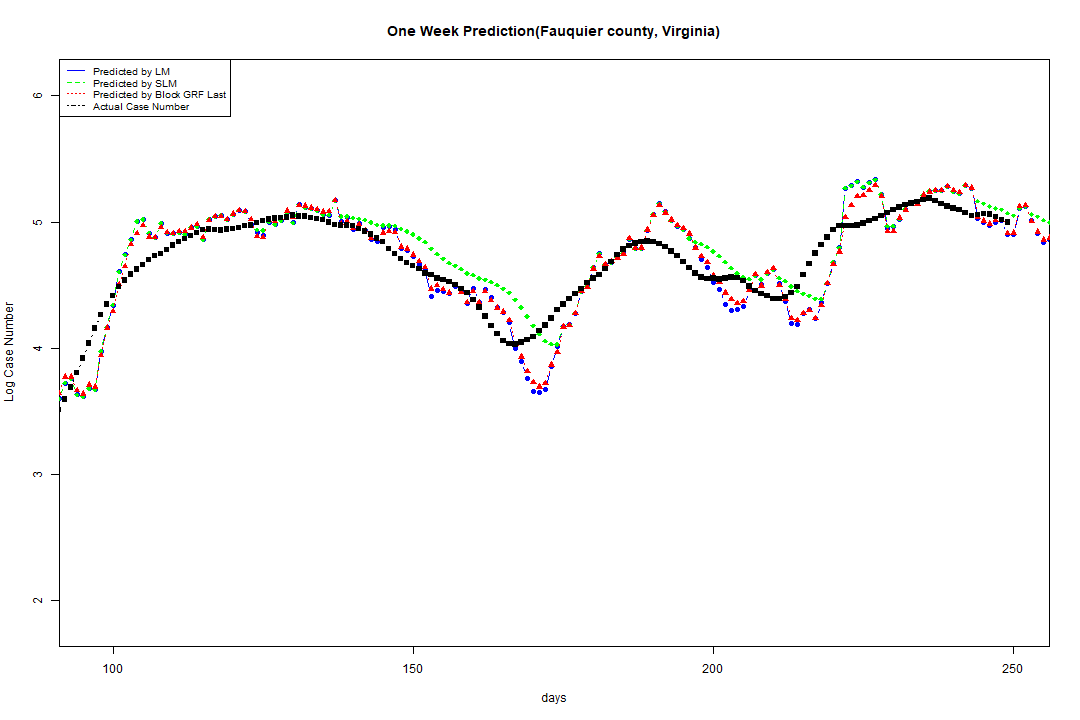 One Week Prediction(Fauquier county, Virginia)
Predicted by LM
Predicted by SLM
Predicted by Block GRF Last
Actual Case Number
6
5
4
3
2
Log Case Number
100 150 200 250
days